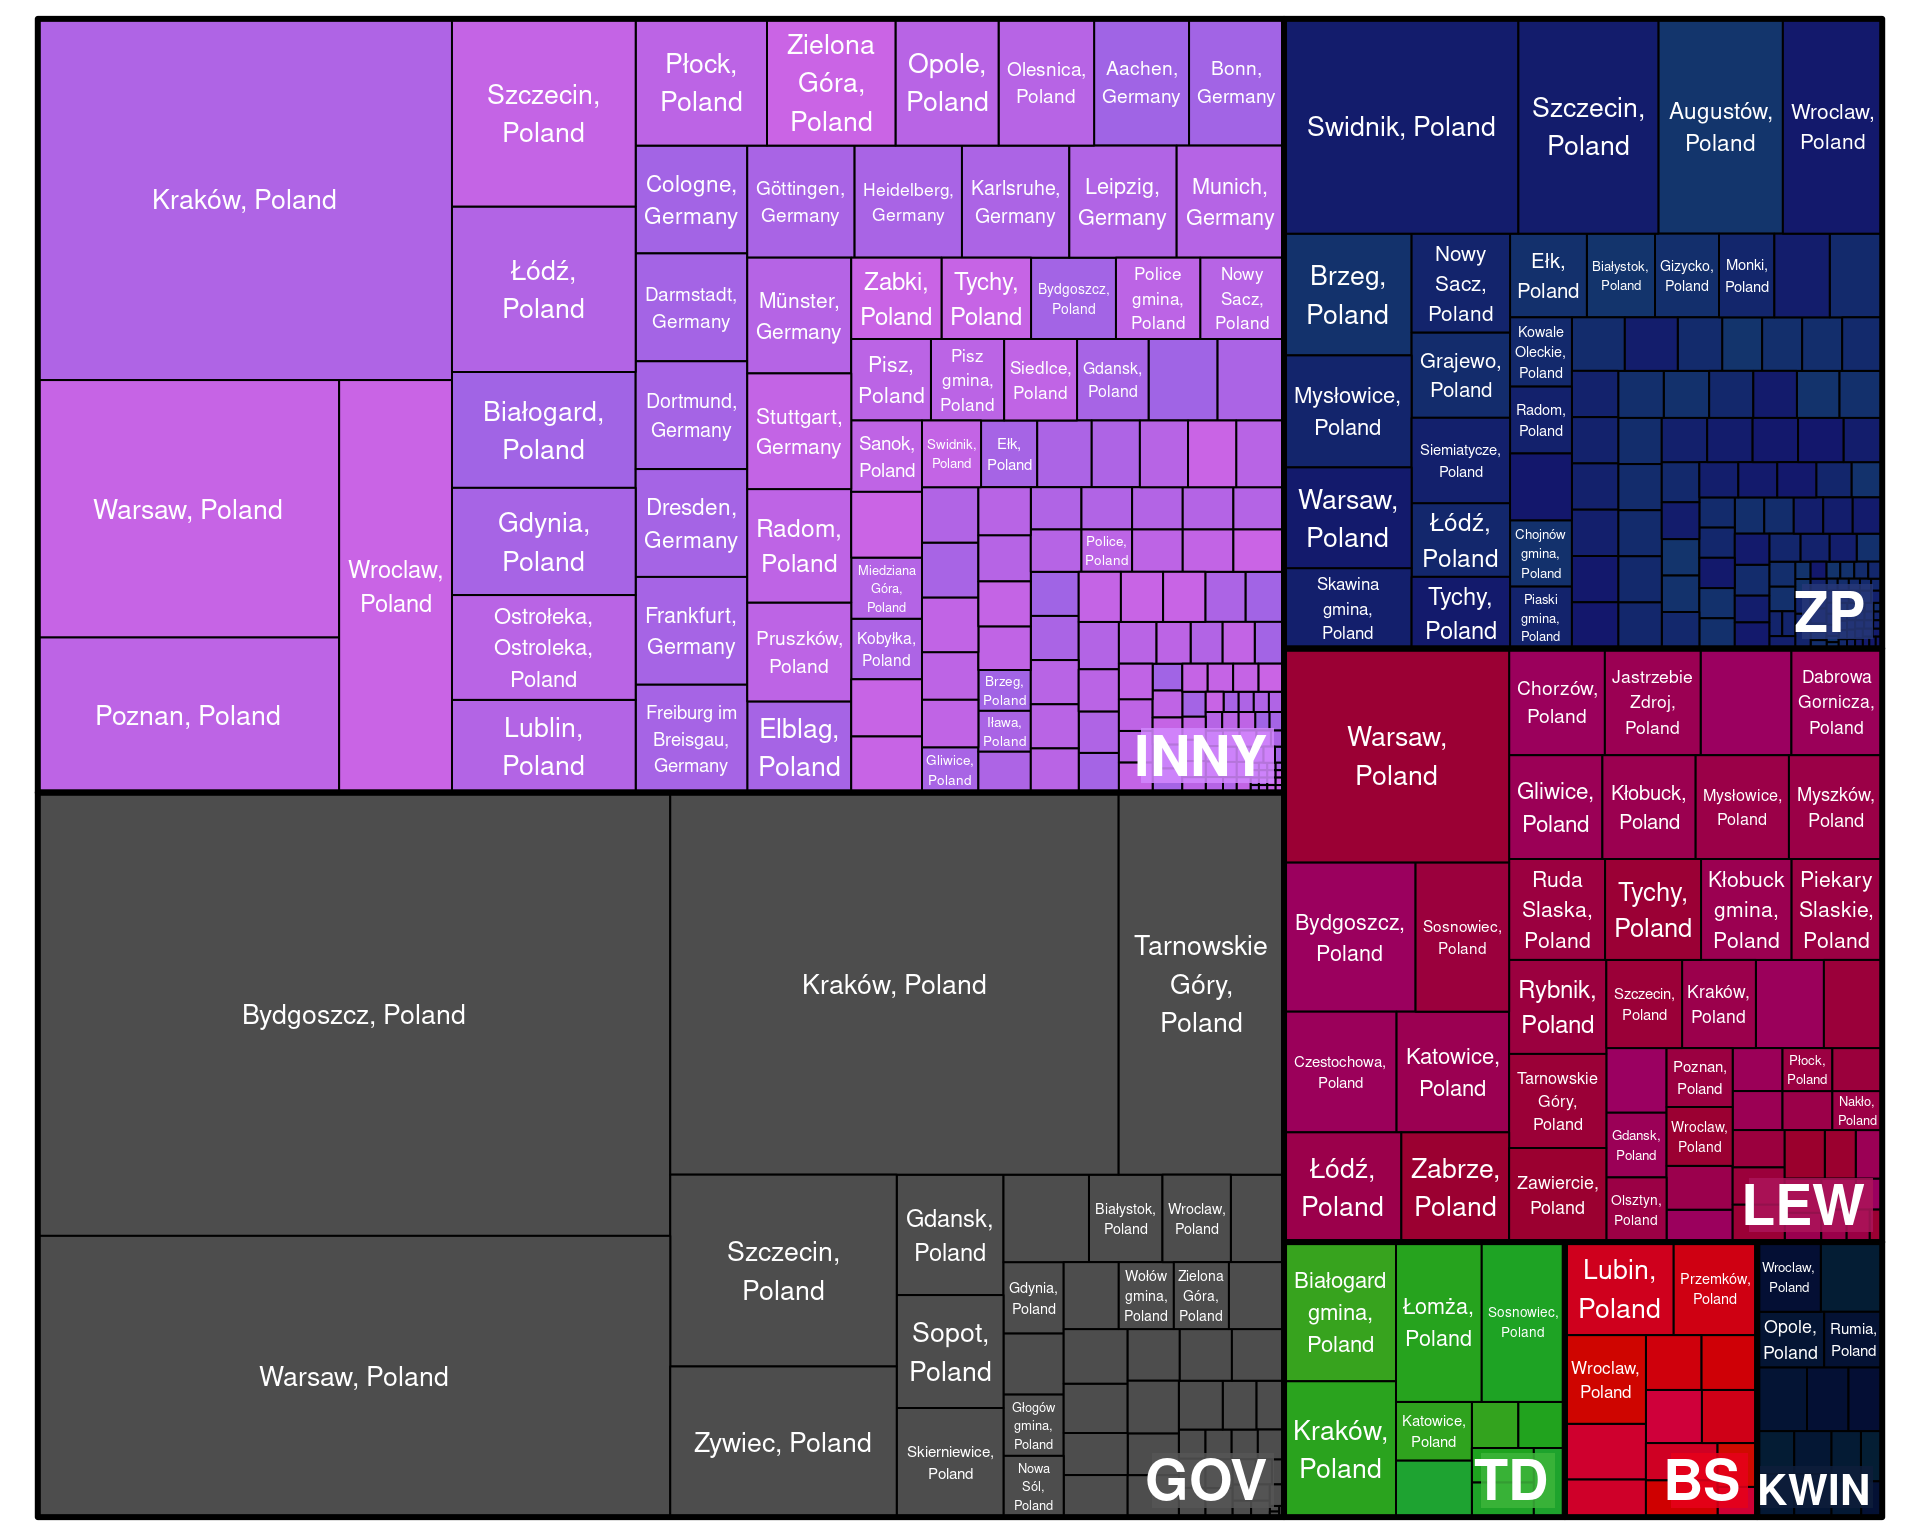 Kraków, Poland
Warsaw, Poland
Poznan, Poland
Wroclaw,
Poland
Szczecin,
Poland
Łódź,
Poland
Białogard,
Poland
Gdynia,
Poland
Ostrołeka,
Ostroleka,
Poland
Lublin,
Poland
Płock,
Poland
Zielona
Góra,
Poland
Opole,
Poland
Olesnica,
Poland
Aachen,
Germany
Bonn,
Germany
Cologne,
Germany
Göttingen,
Germany
Heidelberg,
Germany
Karlsruhe,
Germany
Leipzig,
Germany
Munich,
Germany
Darmstadt,
Germany
Dortmund,
Germany
Dresden,
Germany
Frankfurt,
Germany
Freiburg im
Breisgau,
Germany
Münster,
Germany
Stuttgart,
Germany
Radom,
Poland
Pruszków,
Poland
Elblag,
Poland
Zabki,
Poland
Tychy,
Poland
Bydgoszcz,
Poland
Police
gmina,
Poland
Nowy
Sacz,
Poland
Pisz,
Poland
Pisz
gmina,
Poland
Siedlce,
Poland
Gdansk,
Poland
Sanok,
Poland
Swidnik,
Poland
Ełk,
Poland
Police,
Poland
Miedziana
Góra,
Poland
Kobyłka,
Poland
Brzeg,
Poland
Iława,
Poland
Gliwice,
Poland
INNY
Bydgoszcz, Poland
Warsaw, Poland
Kraków, Poland
Tarnowskie
Góry,
Poland
Szczecin,
Poland
Zywiec, Poland
Gdansk,
Poland
Sopot,
Poland
Skierniewice,
Poland
Białystok,
Poland
Wroclaw,
Poland
Gdynia,
Poland
Wołów
gmina,
Poland
Zielona
Góra,
Poland
Głogów
gmina,
Poland
Nowa
Sól,
Poland
GOV
Swidnik, Poland
Szczecin,
Poland
Augustów,
Poland
Wroclaw,
Poland
Brzeg,
Poland
Mysłowice,
Poland
Warsaw,
Poland
Skawina
gmina,
Poland
Nowy
Sacz,
Poland
Grajewo,
Poland
Siemiatycze,
Poland
Łódź,
Poland
Tychy,
Poland
Ełk,
Poland
Białystok,
Poland
Gizycko,
Poland
Monki,
Poland
Kowale
Oleckie,
Poland
Radom,
Poland
Chojnów
gmina,
Poland
Piaski
gmina,
Poland
ZP
Warsaw,
Poland
Bydgoszcz,
Poland
Sosnowiec,
Poland
Czestochowa,
Poland
Katowice,
Poland
Łódź,
Poland
Zabrze,
Poland
Chorzów,
Poland
Jastrzebie
Zdroj,
Poland
Dabrowa
Gornicza,
Poland
Gliwice,
Poland
Kłobuck,
Poland
Mysłowice,
Poland
Myszków,
Poland
Ruda
Slaska,
Poland
Tychy,
Poland
Kłobuck
gmina,
Poland
Piekary
Slaskie,
Poland
Rybnik,
Poland
Szczecin,
Poland
Kraków,
Poland
Tarnowskie
Góry,
Poland
Zawiercie,
Poland
Poznan,
Poland
Płock,
Poland
Nakło,
Poland
Gdansk,
Poland
Wroclaw,
Poland
Olsztyn,
Poland
LEW
Białogard
gmina,
Poland
Łomża,
Poland
Sosnowiec,
Poland
Kraków,
Poland
Katowice,
Poland
TD
Lubin,
Poland
Przemków,
Poland
Wroclaw,
Poland
BS
Wroclaw,
Poland
Opole,
Poland
Rumia,
Poland
KWIN